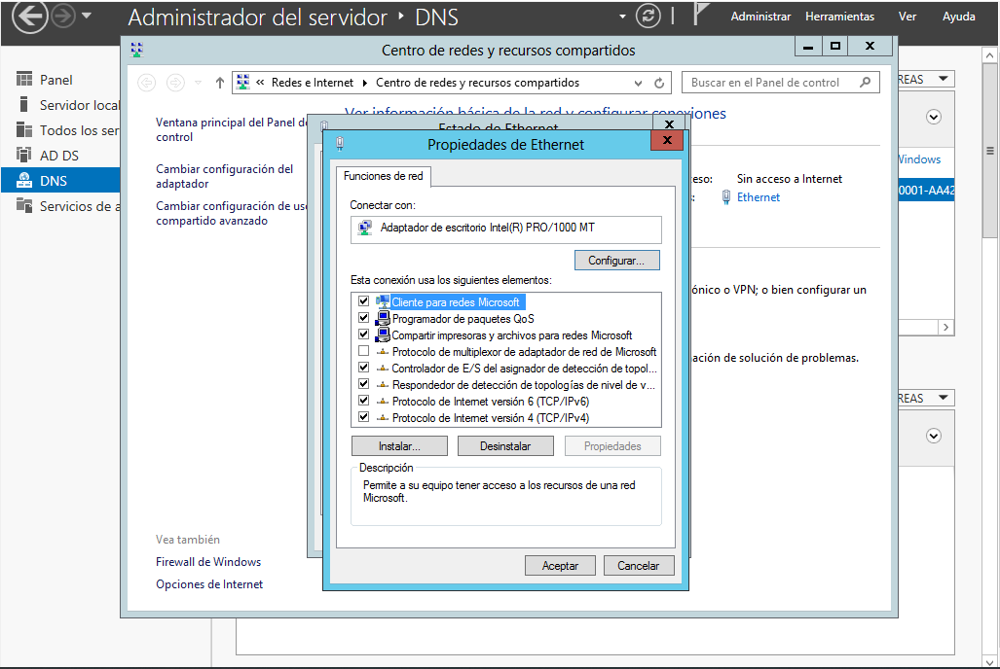 Administrador del servidor ‣ DNS
Administrar Herramientas Ver Ayuda
Panel
Servidor local
Todos los ser
AD DS
DNS
Servicios de a
Centro de redes y recursos compartidos
« Redes e Internet ▸ Centro de redes y recursos compartidos
Buscar en el Panel de control
Ventana principal del Panel de
control
Cambiar configuración del
adaptador
Cambiar configuración de uso
compartido avanzado
Vea también
Firewall de Windows
Opciones de Internet
Ver información básica de la red y configurar conexiones
eso: Sin acceso a Internet
s: Ethernet
ónico o VPN; o bien configurar un
ación de solución de problemas.
Estado de Ethernet
Propiedades de Ethernet
Funciones de red
Conectar con:
Adaptador de escritorio Intel(R) PRO/1000 MT
Configurar...
Esta conexión usa los siguientes elementos:
Cliente para redes Microsoft
Programador de paquetes QoS
Compartir impresoras y archivos para redes Microsoft
Protocolo de multiplexor de adaptador de red de Microsoft
Controlador de E/S del asignador de detección de topol...
Respondedor de detección de topologías de nivel de v...
Protocolo de Internet versión 6 (TCP/IPv6)
Protocolo de Internet versión 4 (TCP/IPv4)
Instalar... Desinstalar Propiedades
Descripción
Permite a su equipo tener acceso a los recursos de una red
Microsoft.
Aceptar Cancelar
REAS
Windows
0001-AA42
REAS